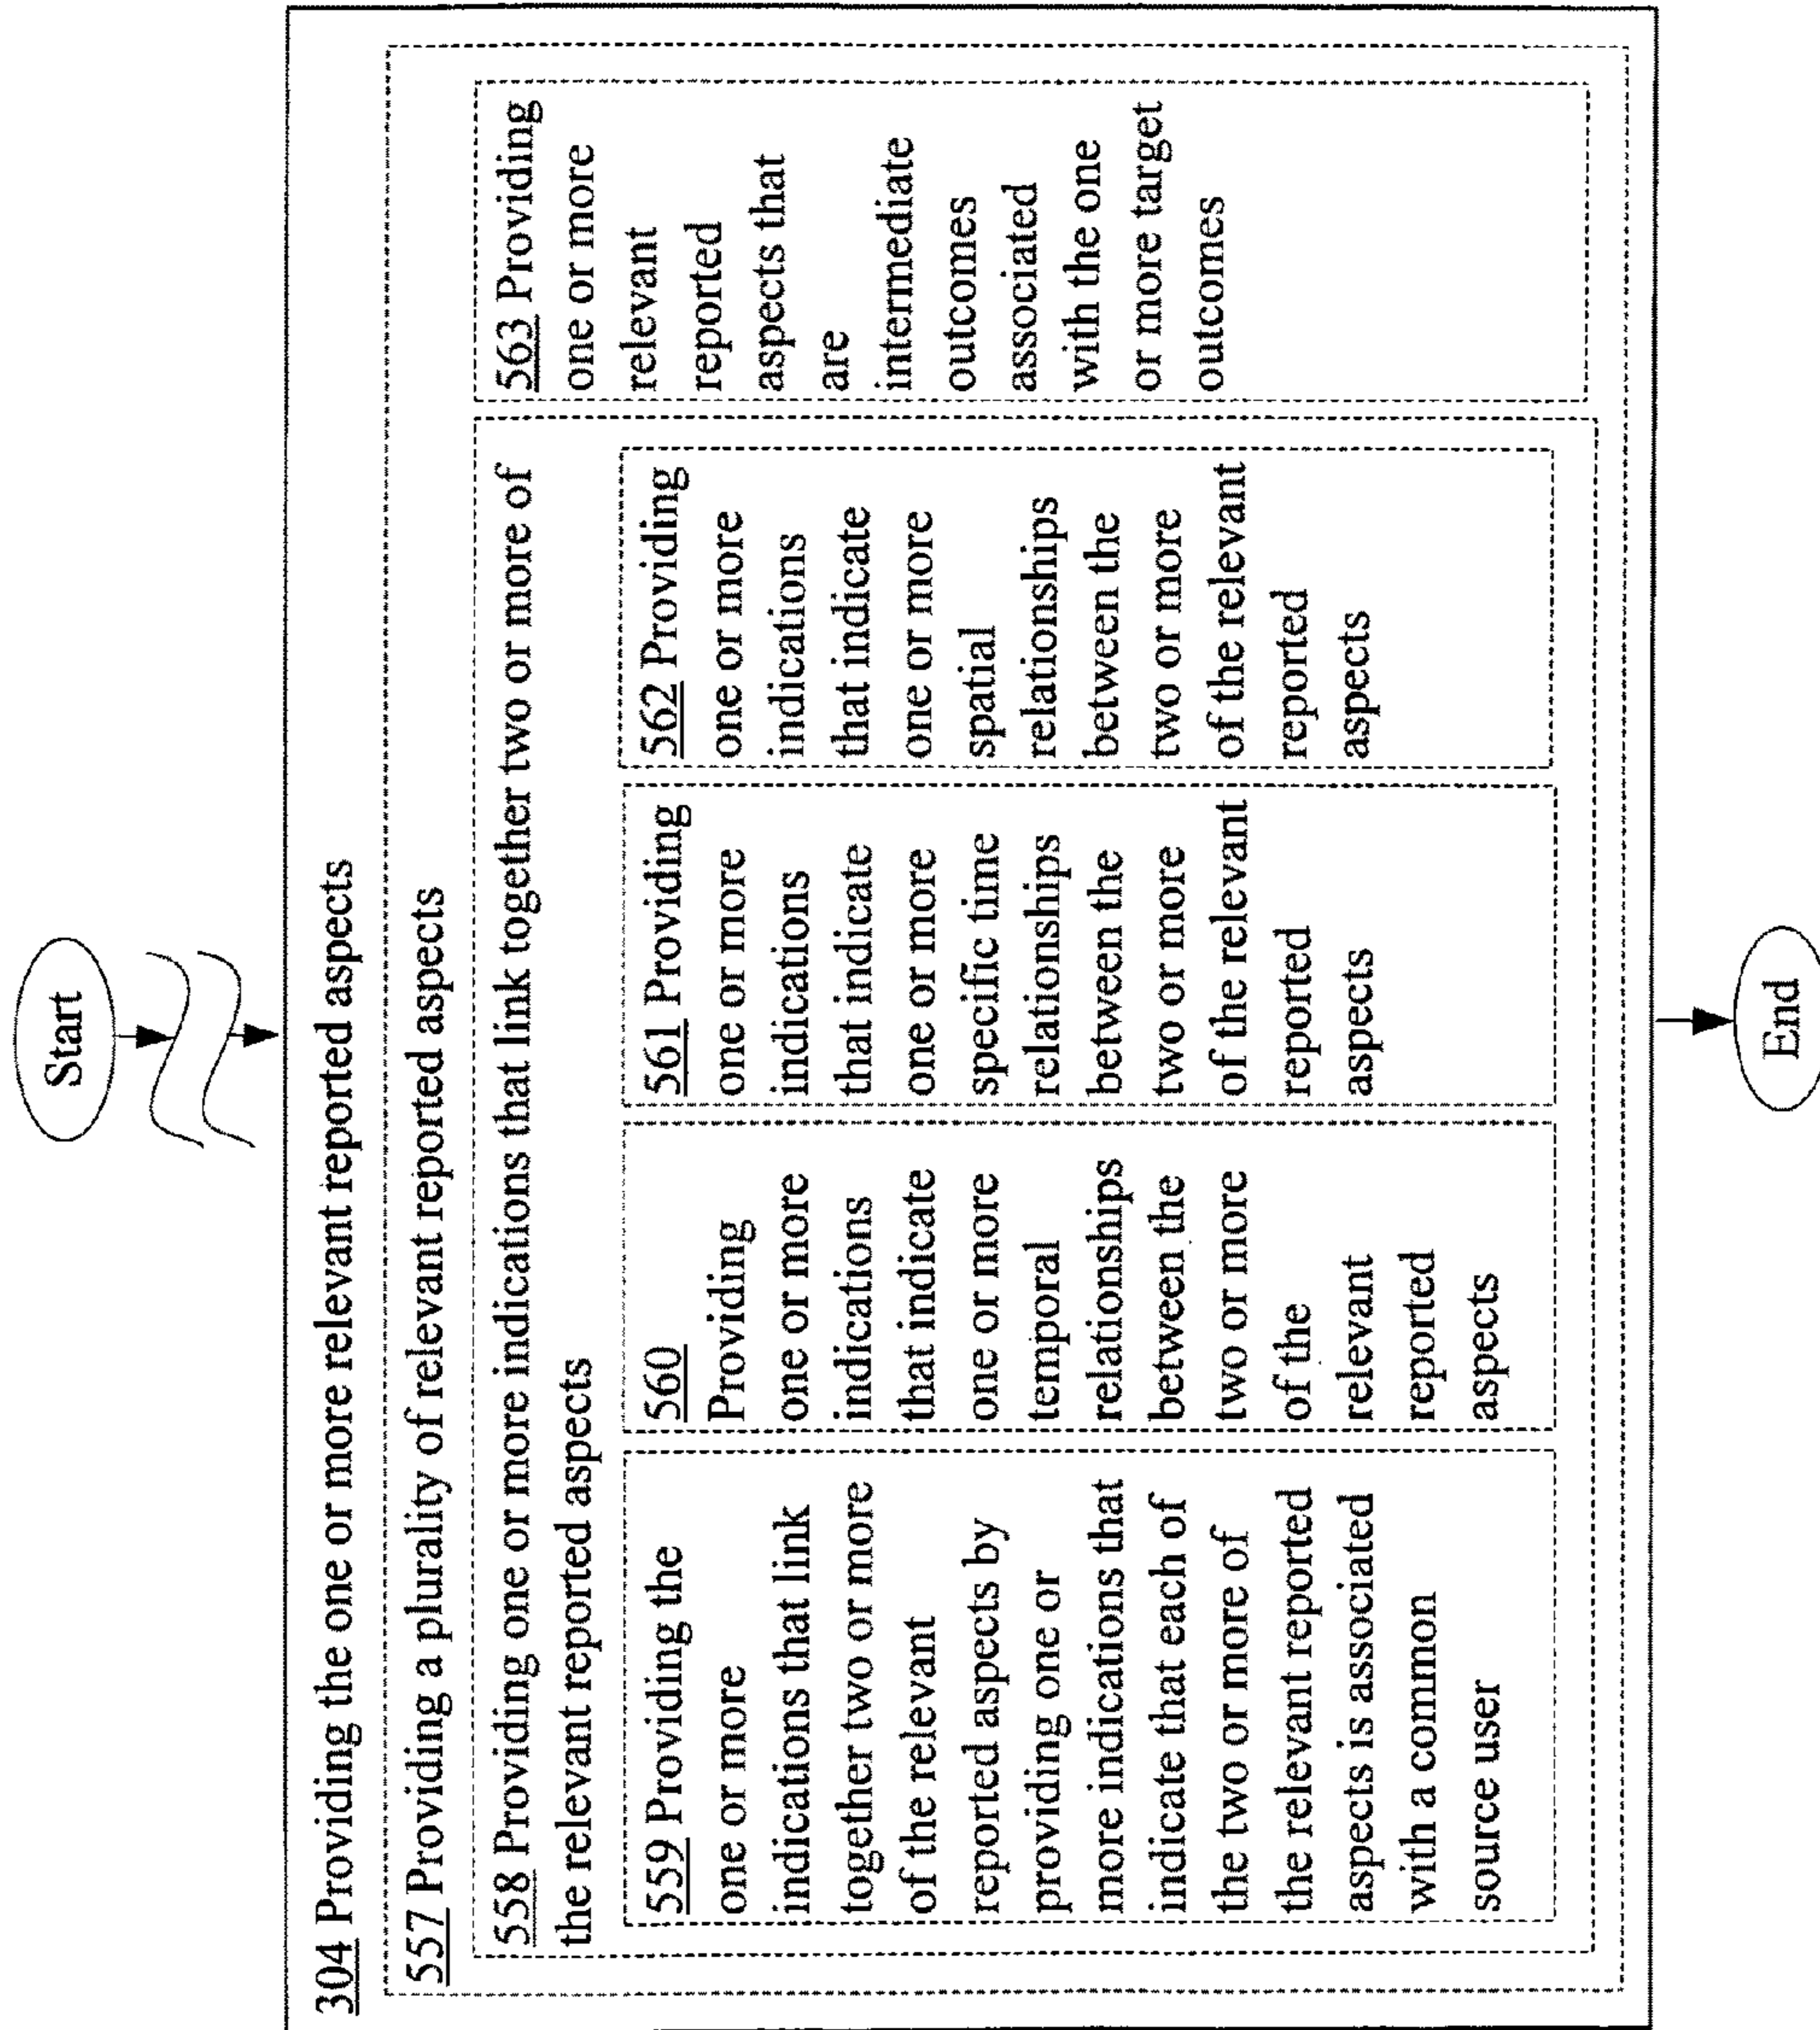 Start
304 Providing the one or more relevant reported aspects
557 Providing a plurality of relevant reported aspects
558 Providing one or more indications that link together two or more of
the relevant reported aspects
559 Providing the
one or more
indications that link
together two or more
of the relevant
reported aspects by
providing one or
more indications that
indicate that each of
the two or more of
the relevant reported
aspects is associated
with a common
source user
560
Providing
one or more
indications
that indicate
one or more
temporal
relationships
between the
two or more
of the
relevant
reported
aspects
561 Providing
one or more
indications
that indicate
one or more
specific time
relationships
between the
two or more
of the relevant
reported
aspects
562 Providing
one or more
indications
that indicate
one or more
spatial
relationships
between the
two or more
of the relevant
reported
aspects
563 Providing
one or more
relevant
reported
aspects that
are
intermediate
outcomes
associated
with the one
or more target
outcomes
End